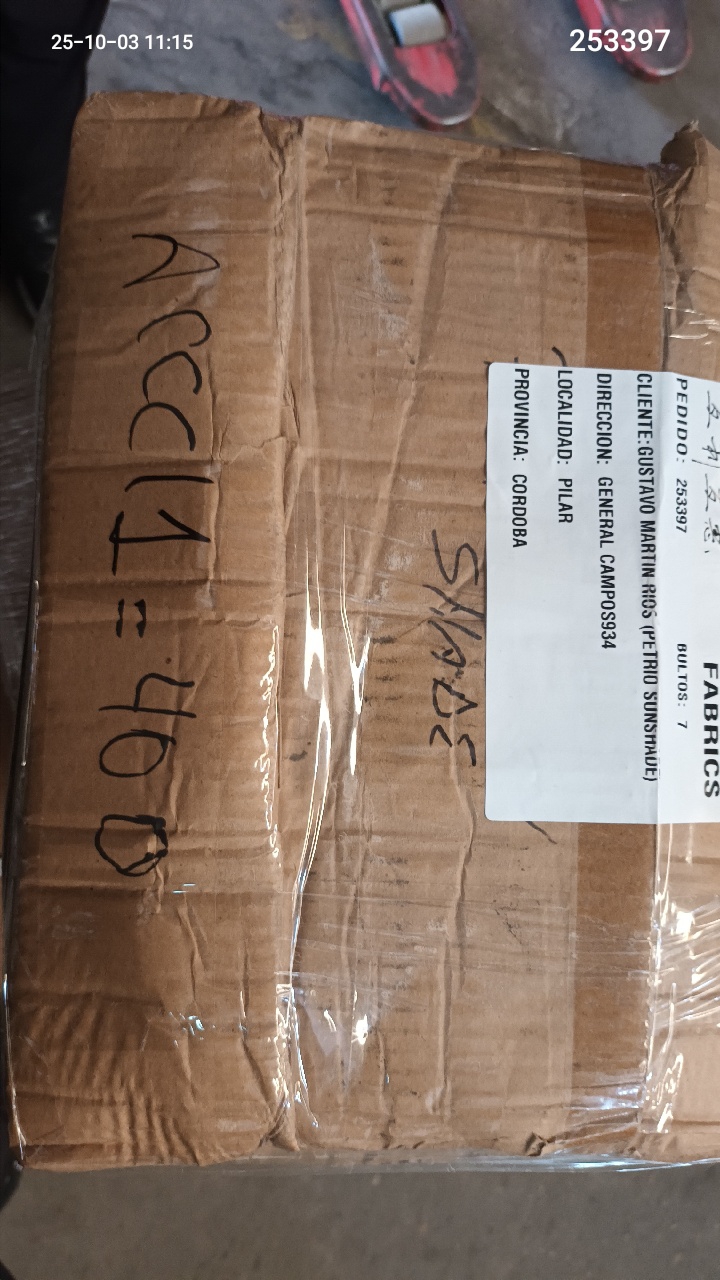 25-10-03 11:15
253397
FABRICS
PEDIDO: 253397 BULTOS: 7
CLIENTE:GUSTAVO MARTIN RIOS (PETRIO SUNSHADE)
DIRECCION: GENERAL CAMPOS934
LOCALIDAD: PILAR
PROVINCIA: CORDOBA
SHADE
ACC11=400